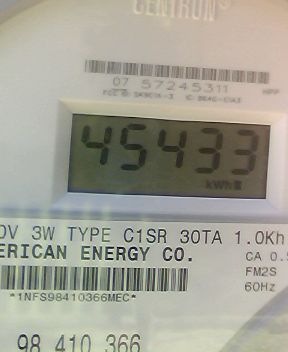 CENTRON®
07 57245311
45433
kWh
0V 3W TYPE C1SR 30TA 1.0Kh
ERICAN ENERGY CO.
CA 0.5
FM2S
60Hz
*1NFS98410366MEC*
98 410 366